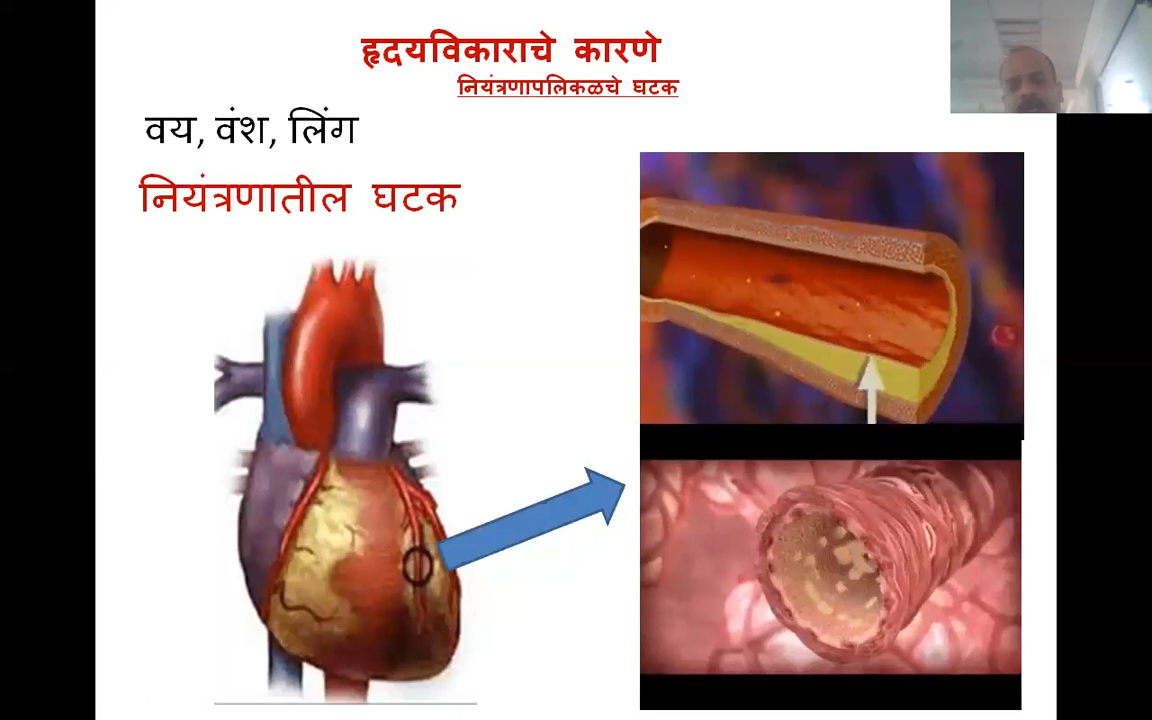 हृदयविकाराचे कारणे
नियंत्रणापलिकळचे घटक
वय, वंश, लिंग
नियंत्रणातील घटक